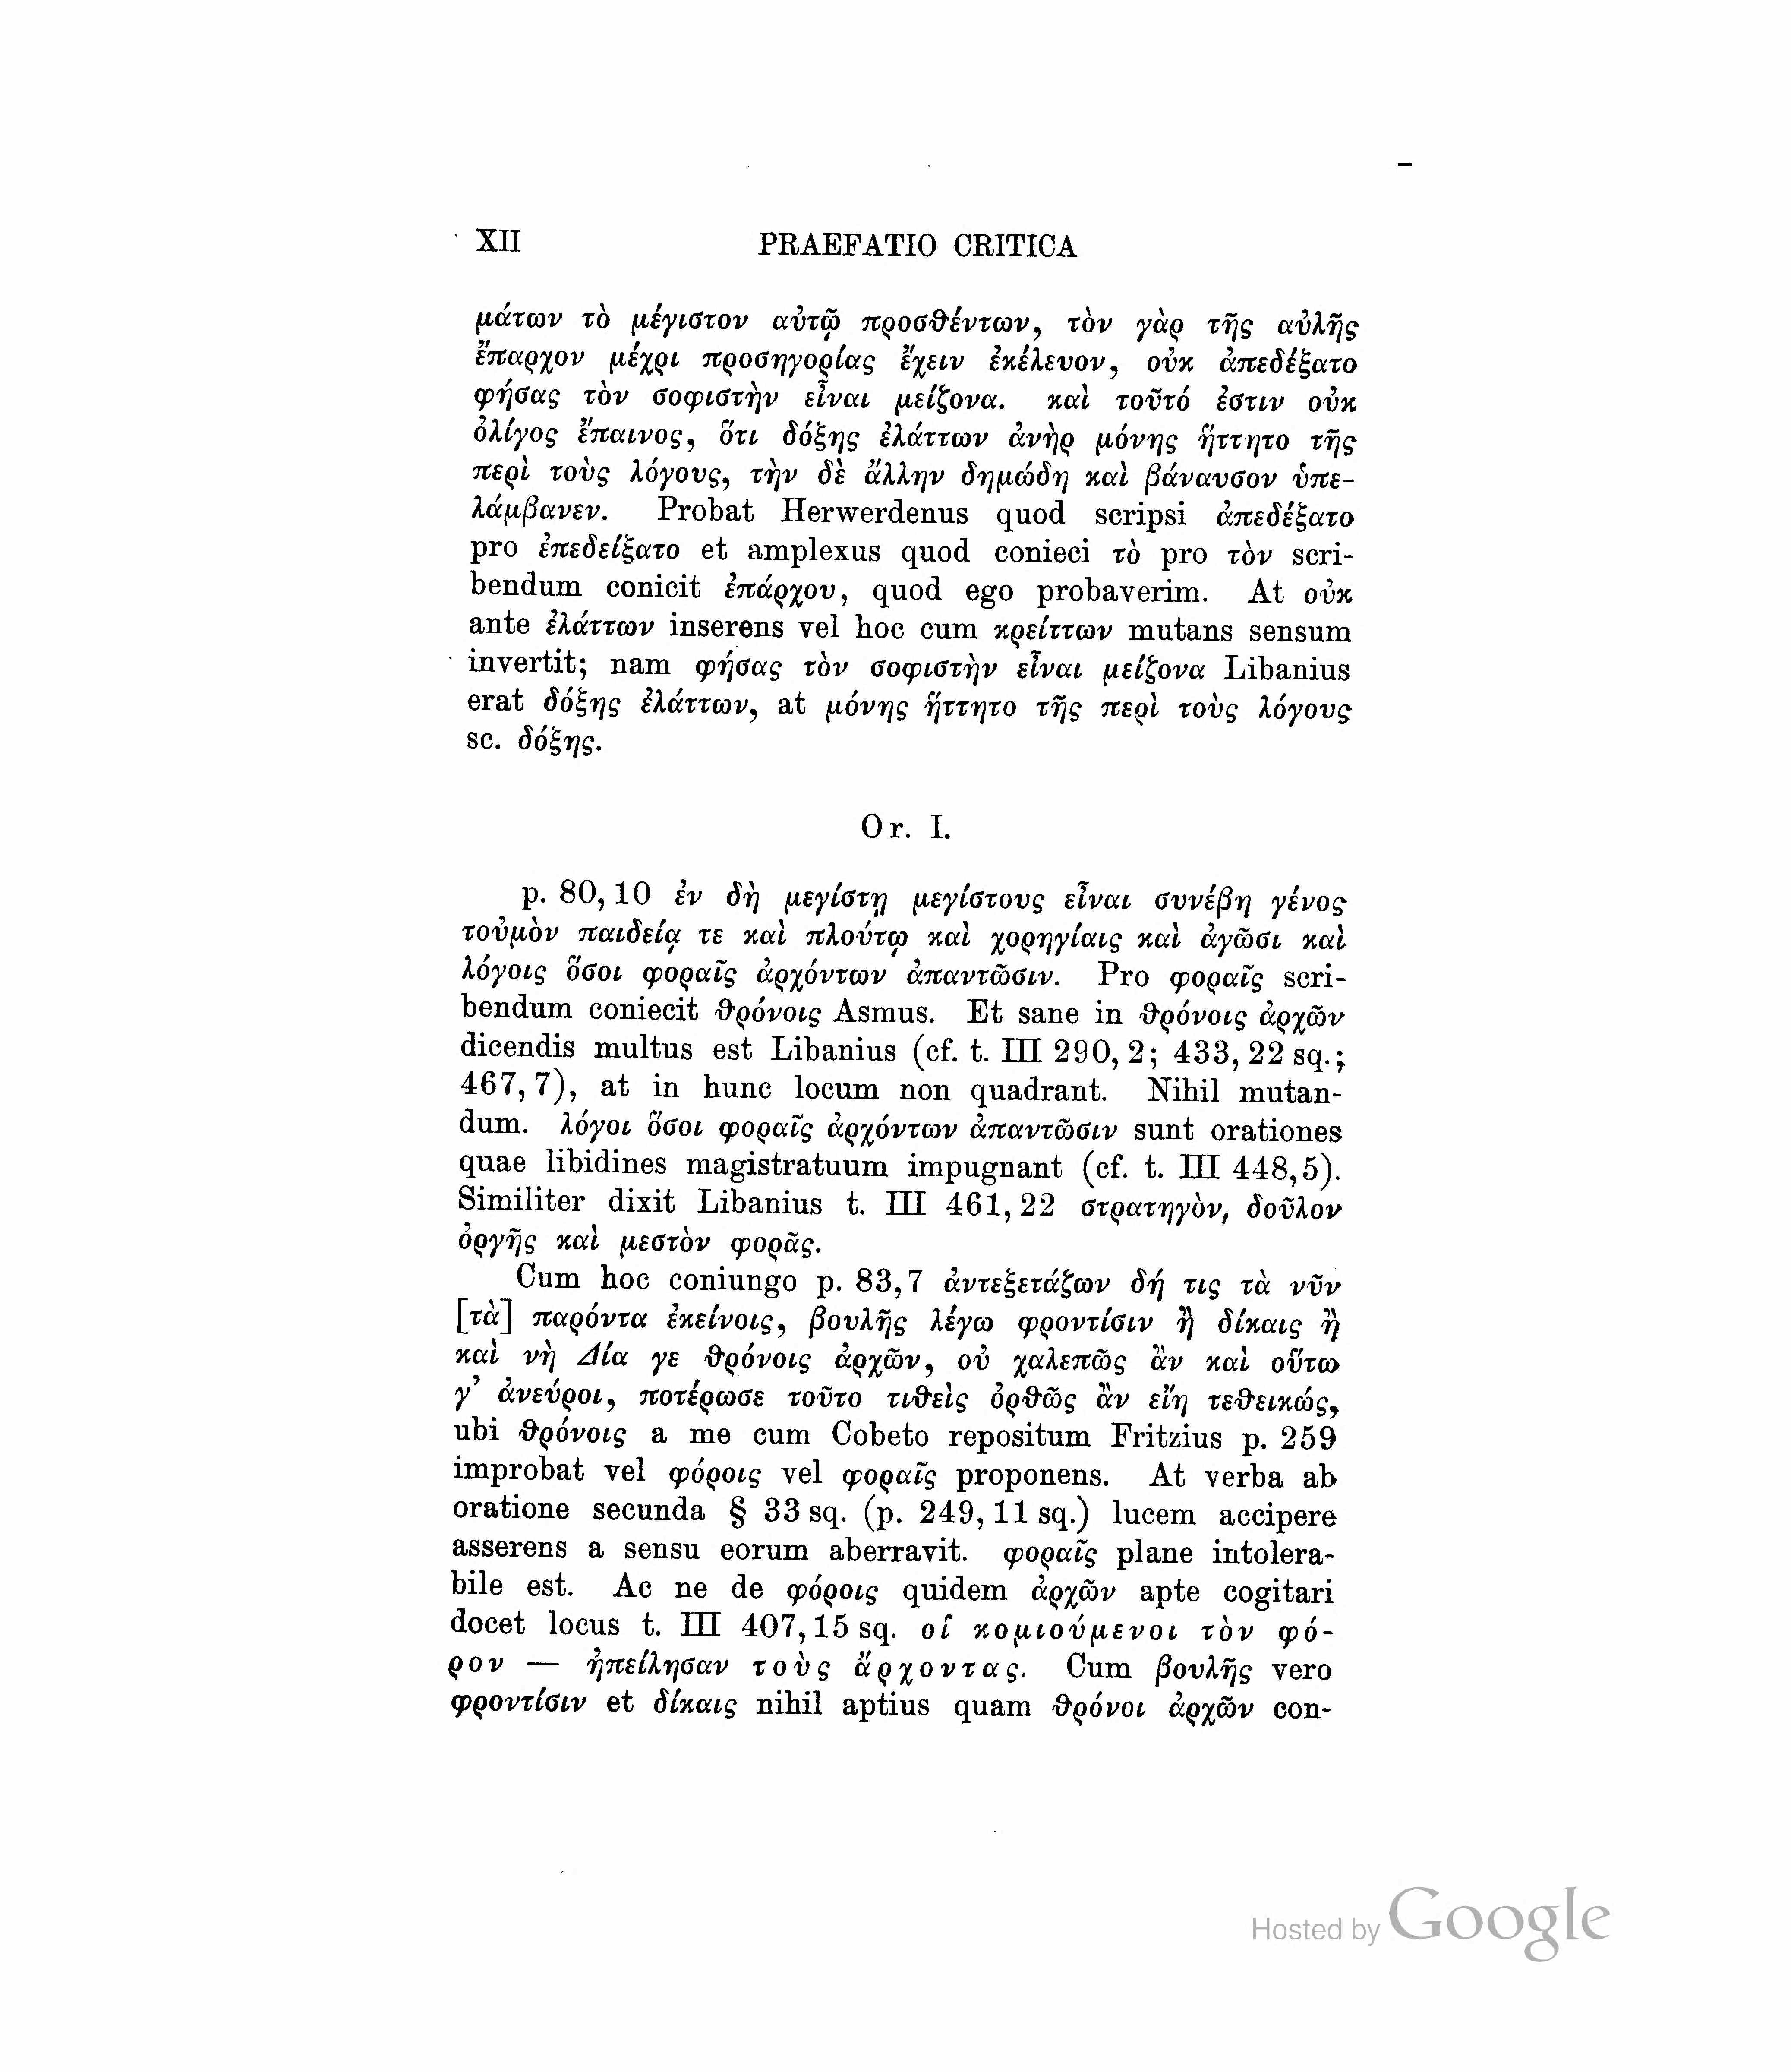 XII PRAEFATIO CRITICA
μάτων τὸ μέγιστον αὐτῷ προσθέντων, τὸν γὰρ τῆς αὐλῆς
ἔπαρχον μέχρι προσηγορίας ἔχειν ἐκέλευον, οὐκ ἀπεδέξατο
φήσας τὸν σοφιστὴν εἶναι μείζονα. καὶ τοῦτό ἐστιν οὐκ
ὀλίγος ἔπαινος, ὅτι δόξης ἐλάττων ἀνὴρ μόνης ἥττητο τῆς
περὶ τοὺς λόγους, τὴν δὲ ἄλλην δημώδη καὶ βάναυσον ὑπε-
λάμβανεν. Probat Herwerdenus quod scripsi ἀπεδέξατο
pro ἐπεδείξατο et amplexus quod conieci τὸ pro τὸν scri-
bendum conicit ἐπάρχου, quod ego probaverim. At οὐκ
ante ἐλάττων inserens vel hoc cum κρείττων mutans sensum
invertit; nam φήσας τὸν σοφιστὴν εἶναι μείζονα Libanius
erat δόξης ἐλάττων, at μόνης ἥττητο τῆς περὶ τοὺς λόγους
sc. δόξης.
Or. I.
p. 80, 10 ἐν δὴ μεγίστῃ μεγίστους εἶναι συνέβη γένος
τοὐμὸν παιδείᾳ τε καὶ πλούτῳ καὶ χορηγίαις καὶ ἀγῶσι καὶ
λόγοις ὅσοι φοραῖς ἀρχόντων ἀπαντῶσιν. Pro φοραῖς scri-
bendum coniecit θρόνοις Asmus. Et sane in θρόνοις ἀρχῶν
dicendis multus est Libanius (cf. t. III 290, 2; 433, 22 sq.;
467, 7), at in hunc locum non quadrant. Nihil mutan-
dum. λόγοι ὅσοι φοραῖς ἀρχόντων ἀπαντῶσιν sunt orationes
quae libidines magistratuum impugnant (cf. t. III 448, 5).
Similiter dixit Libanius t. III 461, 22 στρατηγὸν, δοῦλον
ὀργῆς καὶ μεστὸν φορᾶς.
Cum hoc coniungo p. 83, 7 ἀντεξετάζων δή τις τὰ νῦν
[τὰ] παρόντα ἐκείνοις, βουλῆς λέγω φροντίσιν ἢ δίκαις ἢ
καὶ νὴ Δία γε θρόνοις ἀρχῶν, οὐ χαλεπῶς ἂν καὶ οὕτω
γ’ ἀνεύροι, ποτέρωσε τοῦτο τιθεὶς ὀρθῶς ἂν εἴη τεθεικώς,
ubi θρόνοις a me cum Cobeto repositum Fritzius p. 259
improbat vel φόροις vel φοραῖς proponens. At verba ab
oratione secunda § 33 sq. (p. 249, 11 sq.) lucem accipere
asserens a sensu eorum aberravit. φοραῖς plane intolera-
bile est. Ac ne de φόροις quidem ἀρχῶν apte cogitari
docet locus t. III 407, 15 sq. οἱ κομιούμενοι τὸν φό-
ρον — ἠπείλησαν τοὺς ἄρχοντας. Cum βουλῆς vero
φροντίσιν et δίκαις nihil aptius quam θρόνοι ἀρχῶν con-
Hosted by Google